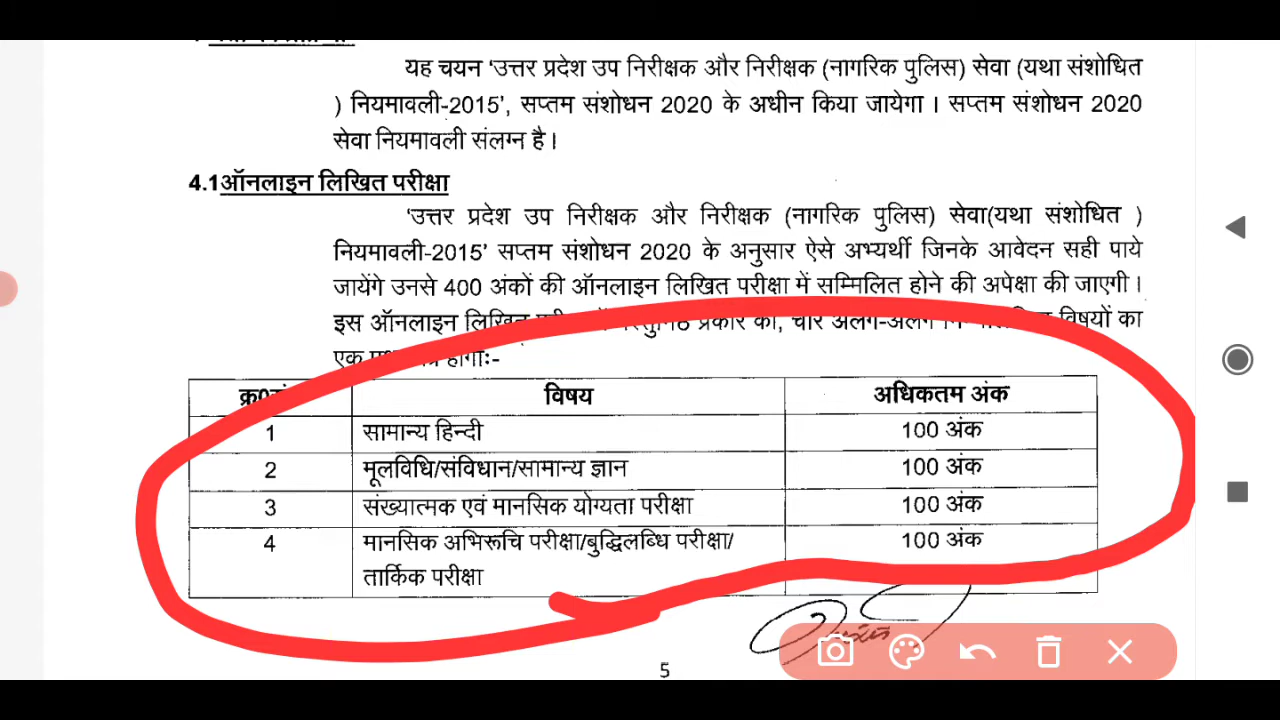 यह चयन 'उत्तर प्रदेश उप निरीक्षक और निरीक्षक (नागरिक पुलिस) सेवा (यथा संशोधित
) नियमावली-2015', सप्तम संशोधन 2020 के अधीन किया जायेगा। सप्तम संशोधन 2020
सेवा नियमावली संलग्न है।
4.1ऑनलाइन लिखित परीक्षा
'उत्तर प्रदेश उप निरीक्षक और निरीक्षक (नागरिक पुलिस) सेवा(यथा संशोधित )
नियमावली-2015' सप्तम संशोधन 2020 के अनुसार ऐसे अभ्यर्थी जिनके आवेदन सही पाये
जायेंगे उनसे 400 अंकों की ऑनलाइन लिखित परीक्षा में सम्मिलित होने की अपेक्षा की जाएगी।
इस ऑनलाइन लिखित प्रकार का, चार अलग-अलग विषयों का
एक होगाः-
विषय अधिकतम अंक
1 सामान्य हिन्दी 100 अंक
2 मूलविधि/संविधान/सामान्य ज्ञान 100 अंक
3 संख्यात्मक एवं मानसिक योग्यता परीक्षा 100 अंक
4 मानसिक अभिरूचि परीक्षा/बुद्धिलब्धि परीक्षा/ 100 अंक
तार्किक परीक्षा
5